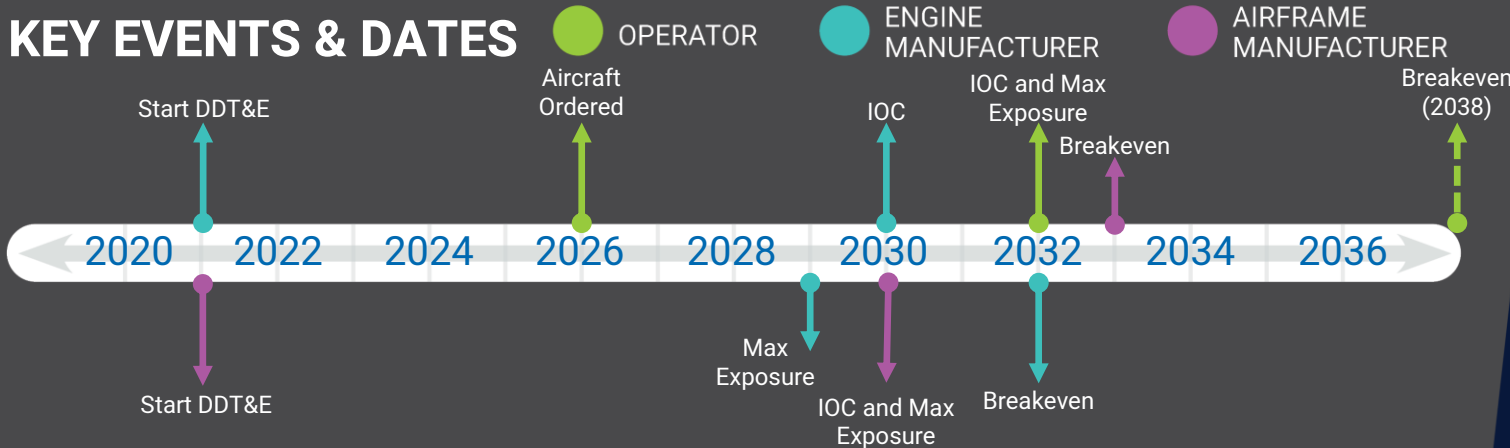 KEY EVENTS & DATES
OPERATOR
ENGINE
MANUFACTURER
AIRFRAME
MANUFACTURER
Start DDT&E
Aircraft
Ordered
IOC
IOC and Max
Exposure
Breakeven
Breakeven
(2038)
2020 2022 2024 2026 2028 2030 2032 2034 2036
Start DDT&E
Max
Exposure
IOC and Max
Exposure
Breakeven